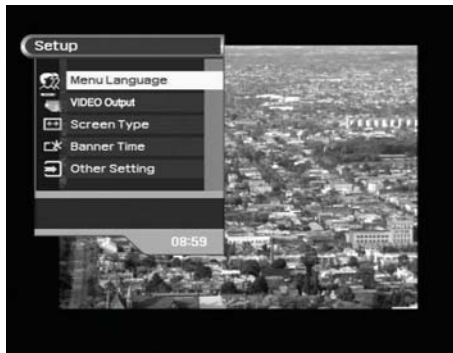 Setup
Menu Language
VIDEO Output
Screen Type
Banner Time
Other Setting
08:59